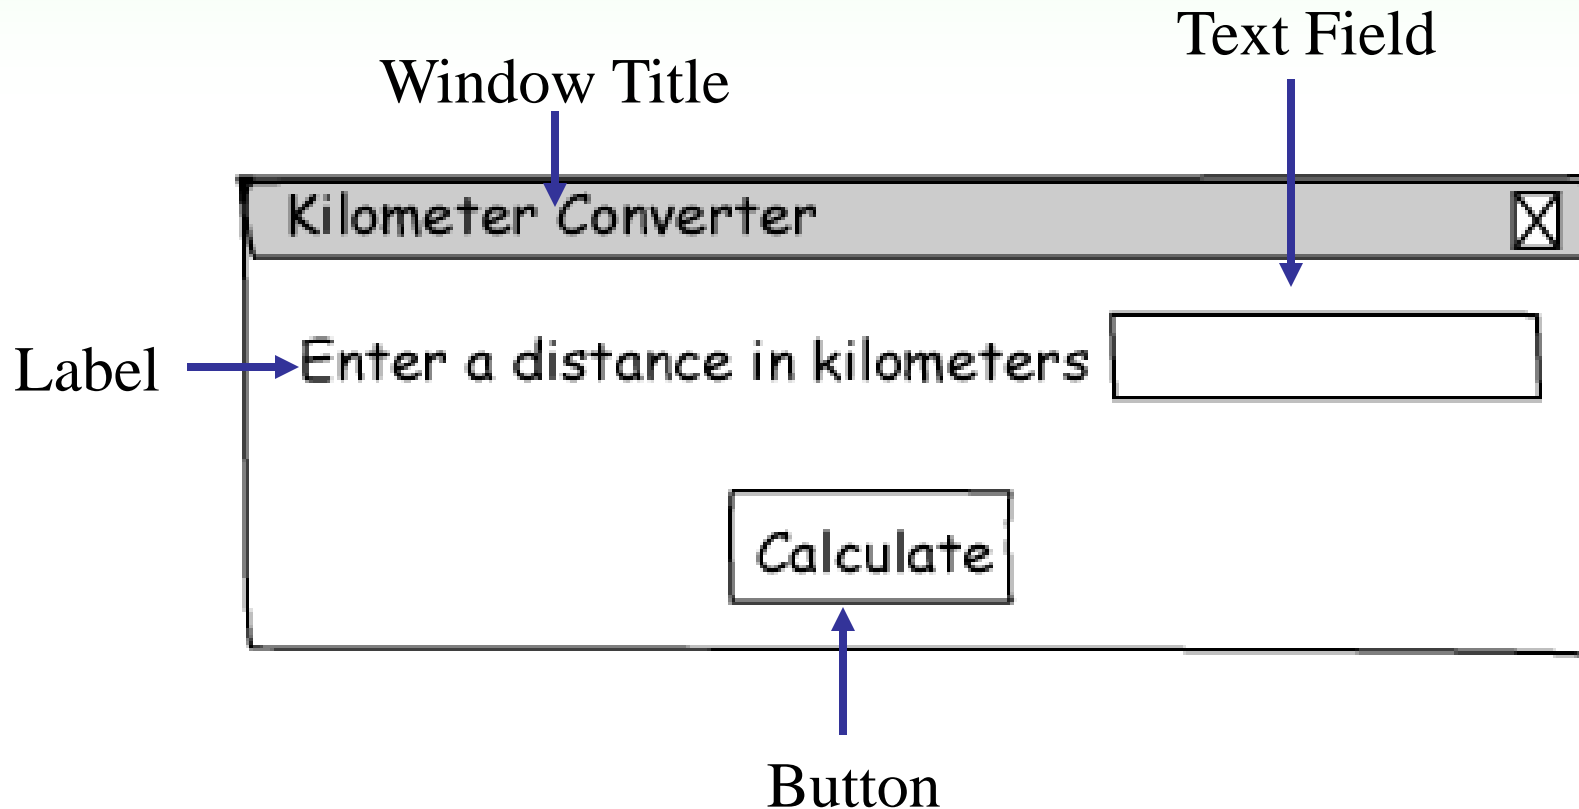 Text Field
Window Title
Kilometer Converter
Label
Enter a distance in kilometers
Calculate
Button